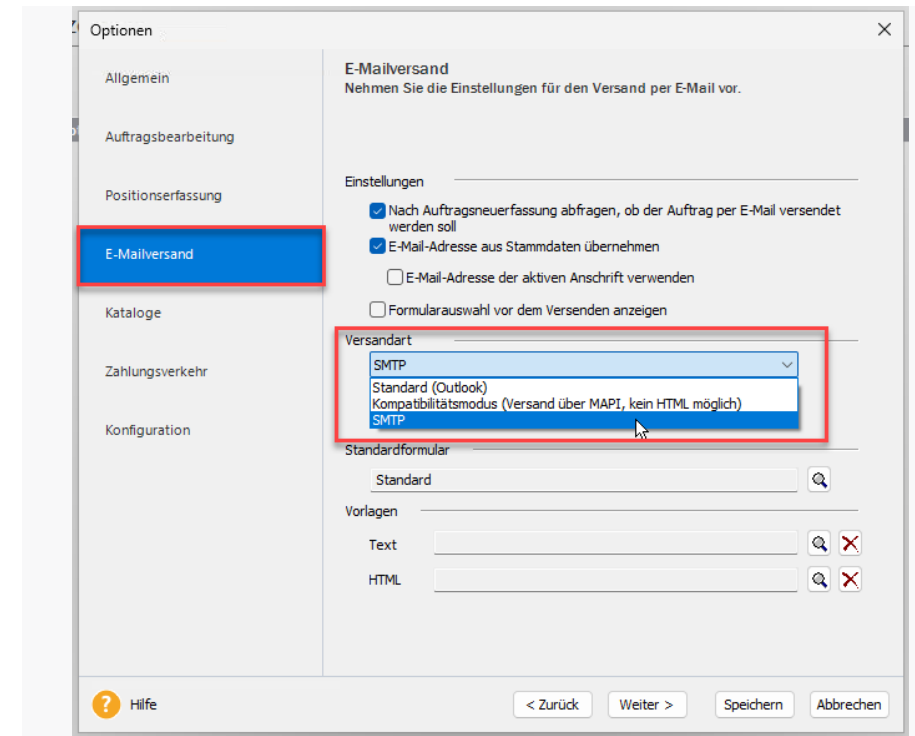 Optionen
Allgemein
Auftragsbearbeitung
Positionserfassung
E-Mailversand
Kataloge
Zahlungsverkehr
Konfiguration
E-Mailversand
Nehmen Sie die Einstellungen für den Versand per E-Mail vor.
Einstellungen
Nach Auftragsneuerfassung abfragen, ob der Auftrag per E-Mail versendet
werden soll
E-Mail-Adresse aus Stammdaten übernehmen
E-Mail-Adresse der aktiven Anschrift verwenden
Formularauswahl vor dem Versenden anzeigen
Versandart
SMTP
Standard (Outlook)
Kompatibilitätsmodus (Versand über MAPI, kein HTML möglich)
SMTP
Standardformular
Standard
Vorlagen
Text
HTML
? Hilfe
< Zurück
Weiter >
Speichern
Abbrechen